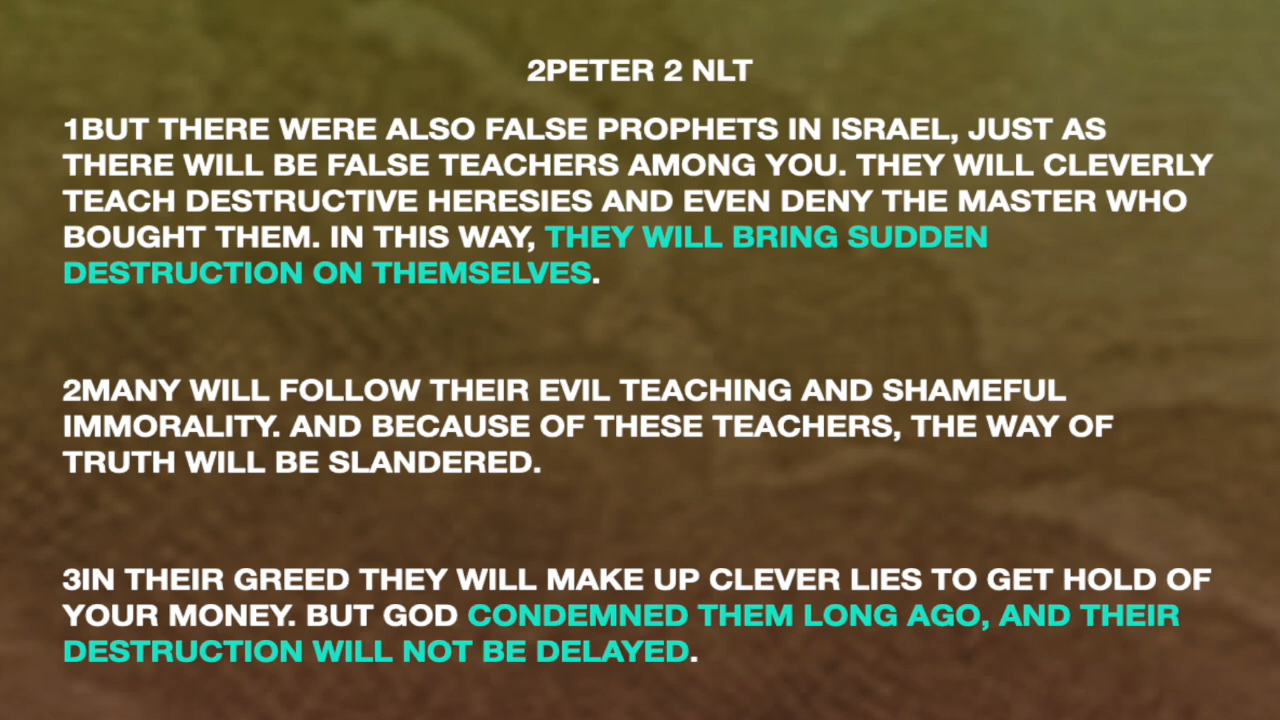 2PETER 2 NLT
1BUT THERE WERE ALSO FALSE PROPHETS IN ISRAEL, JUST AS
THERE WILL BE FALSE TEACHERS AMONG YOU. THEY WILL CLEVERLY
TEACH DESTRUCTIVE HERESIES AND EVEN DENY THE MASTER WHO
BOUGHT THEM. IN THIS WAY, THEY WILL BRING SUDDEN
DESTRUCTION ON THEMSELVES.
2MANY WILL FOLLOW THEIR EVIL TEACHING AND SHAMEFUL
IMMORALITY. AND BECAUSE OF THESE TEACHERS, THE WAY OF
TRUTH WILL BE SLANDERED.
3IN THEIR GREED THEY WILL MAKE UP CLEVER LIES TO GET HOLD OF
YOUR MONEY. BUT GOD CONDEMNED THEM LONG AGO, AND THEIR
DESTRUCTION WILL NOT BE DELAYED.